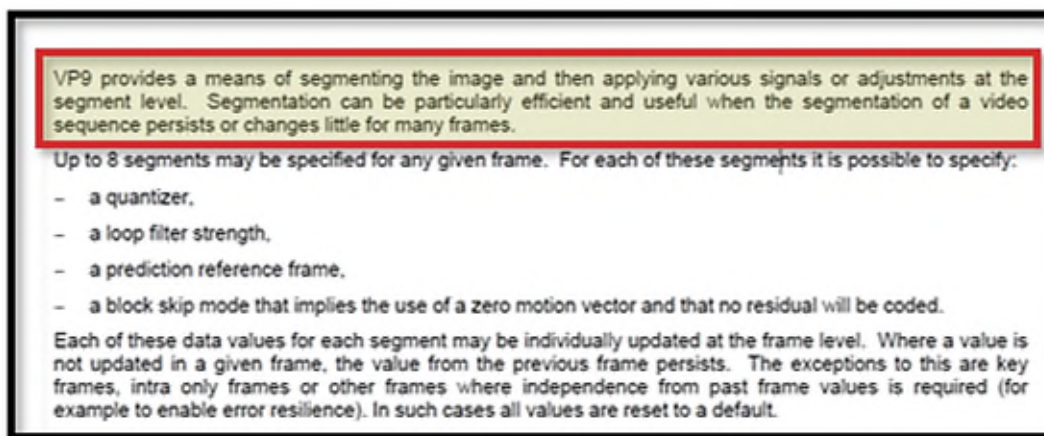 VP9 provides a means of segmenting the image and then applying various signals or adjustments at the
segment level. Segmentation can be particularly efficient and useful when the segmentation of a video
sequence persists or changes little for many frames.
Up to 8 segments may be specified for any given frame. For each of these segments it is possible to specify:
– a quantizer,
– a loop filter strength,
– a prediction reference frame,
– a block skip mode that implies the use of a zero motion vector and that no residual will be coded.
Each of these data values for each segment may be individually updated at the frame level. Where a value is
not updated in a given frame, the value from the previous frame persists. The exceptions to this are key
frames, intra only frames or other frames where independence from past frame values is required (for
example to enable error resilience). In such cases all values are reset to a default.